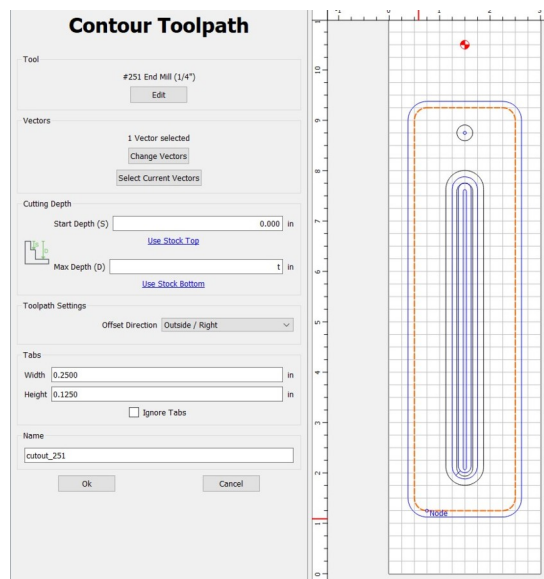 Contour Toolpath
Tool
#251 End Mill (1/4")
Edit
Vectors
1 Vector selected
Change Vectors
Select Current Vectors
Cutting Depth
Start Depth (S) 0.000 in
Use Stock Top
Max Depth (D) t in
Use Stock Bottom
Toolpath Settings
Offset Direction Outside / Right
Tabs
Width 0.2500 in
Height 0.1250 in
Ignore Tabs
Name
cutout_251
Ok Cancel
-1 1 2 3
10
9
8
7
6
5
4
3
2
1
0
Node